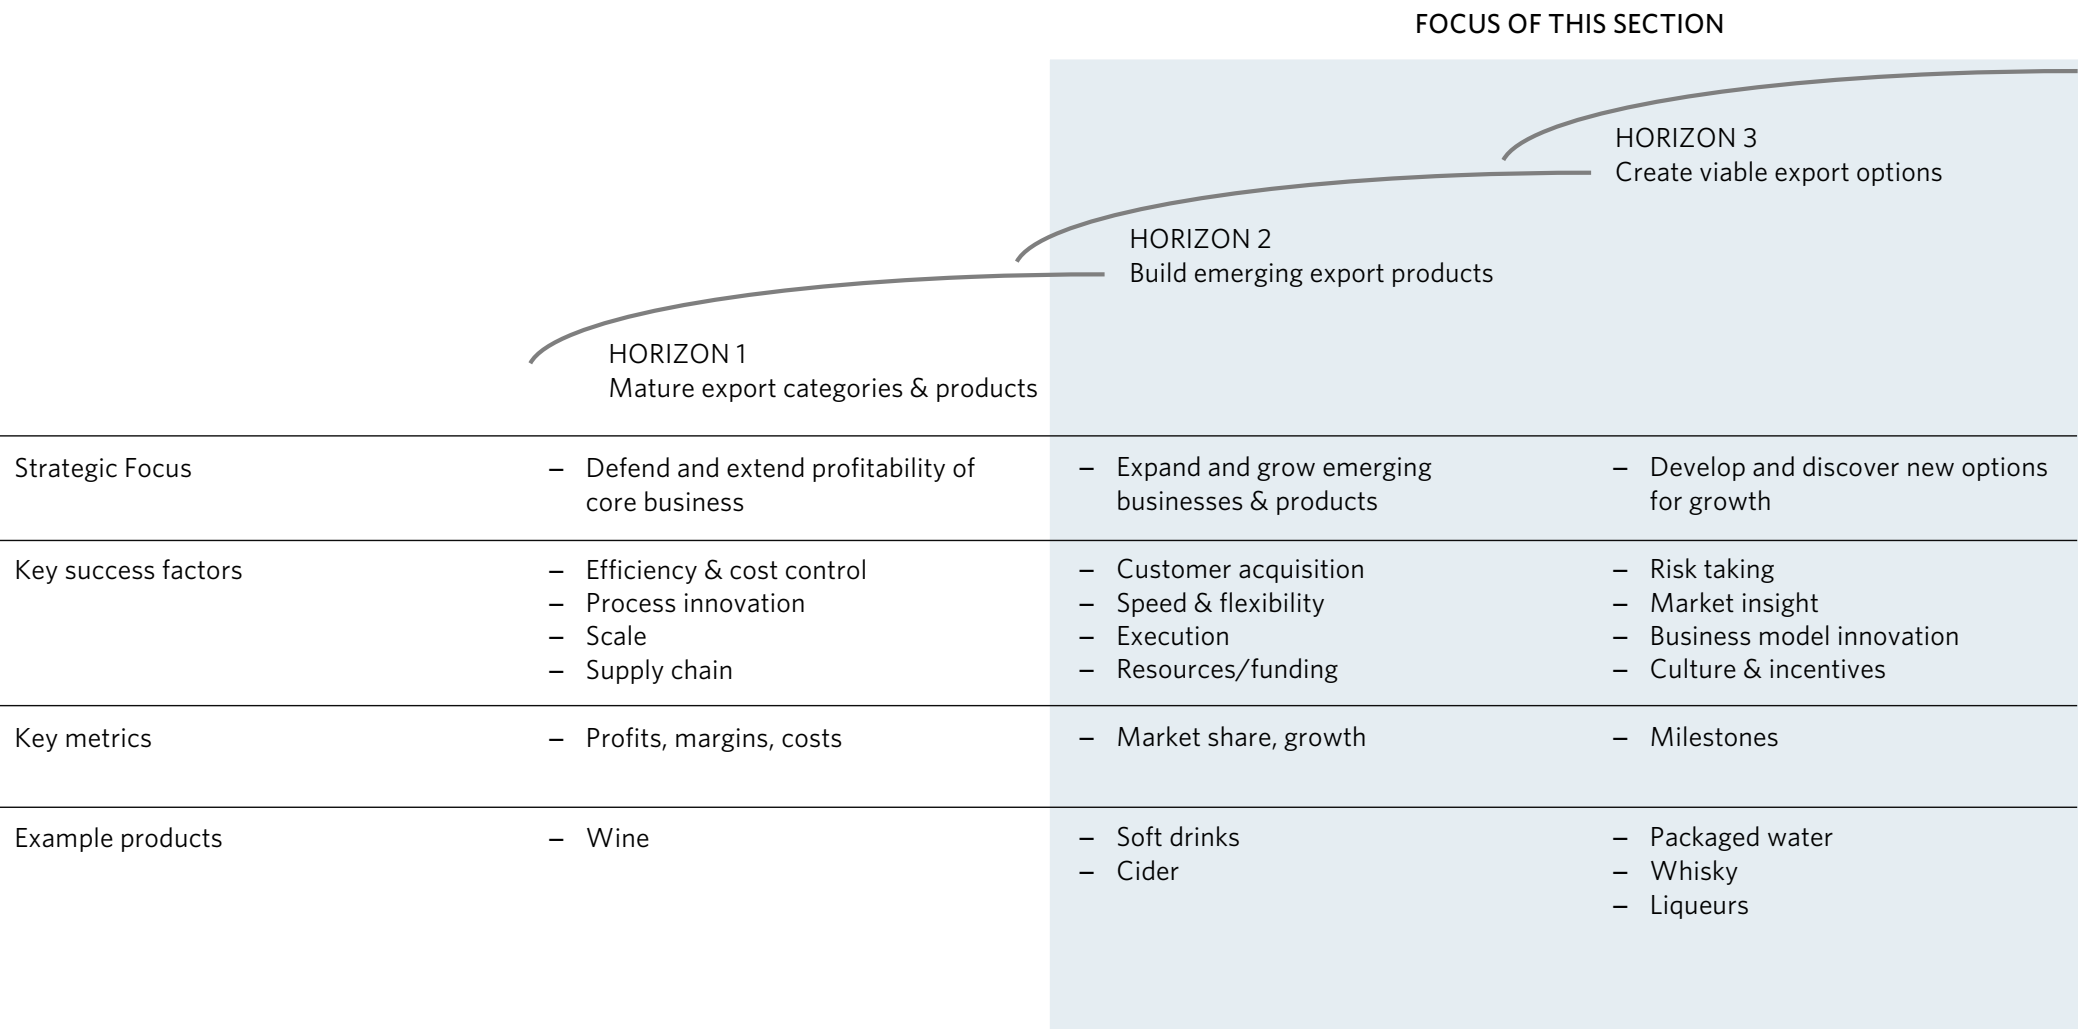 FOCUS OF THIS SECTION
HORIZON 3
Create viable export options
HORIZON 2
Build emerging export products
HORIZON 1
Mature export categories & products
Strategic Focus
– Defend and extend profitability of
core business
– Expand and grow emerging
businesses & products
– Develop and discover new options
for growth
Key success factors
– Efficiency & cost control
– Process innovation
– Scale
– Supply chain
– Customer acquisition
– Speed & flexibility
– Execution
– Resources/funding
– Risk taking
– Market insight
– Business model innovation
– Culture & incentives
Key metrics
– Profits, margins, costs
– Market share, growth
– Milestones
Example products
– Wine
– Soft drinks
– Cider
– Packaged water
– Whisky
– Liqueurs